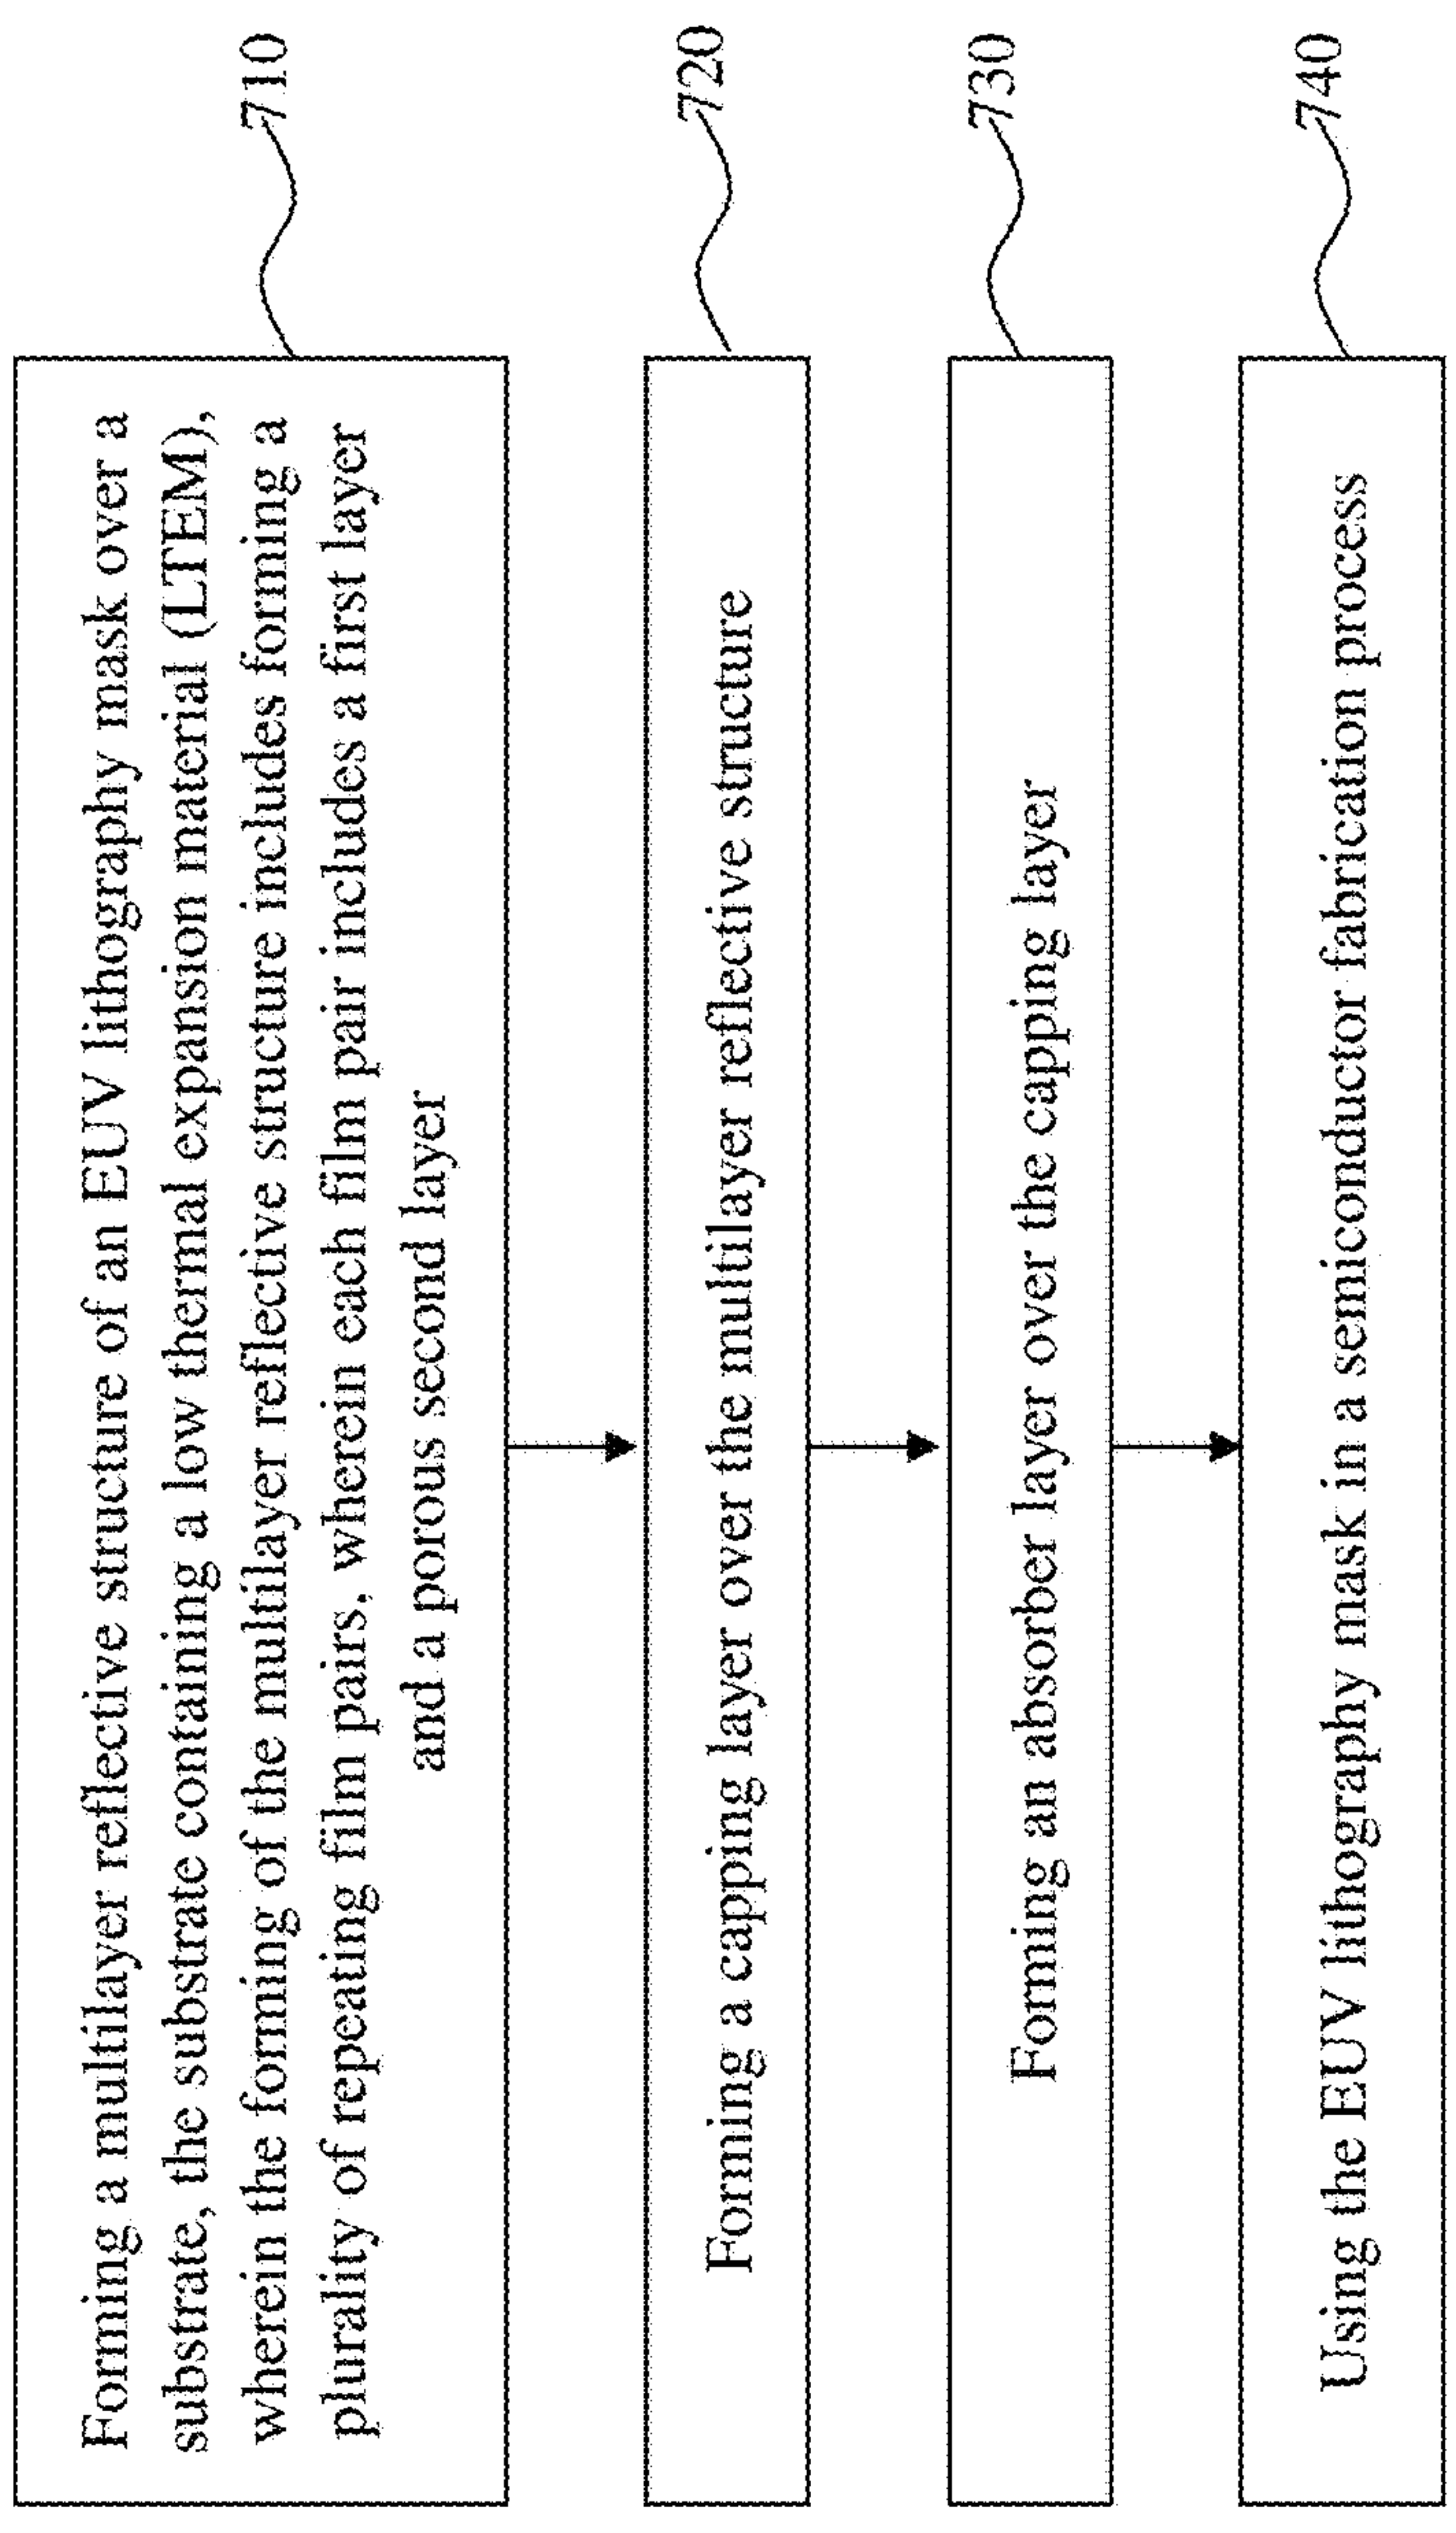 Forming a multilayer reflective structure of an EUV lithography mask over a
substrate, the substrate containing a low thermal expansion material (LTEM),
wherein the forming of the multilayer reflective structure includes forming a
plurality of repeating film pairs, wherein each film pair includes a first layer
and a porous second layer
710
Forming a capping layer over the multilayer reflective structure
720
Forming an absorber layer over the capping layer
730
Using the EUV lithography mask in a semiconductor fabrication process
740